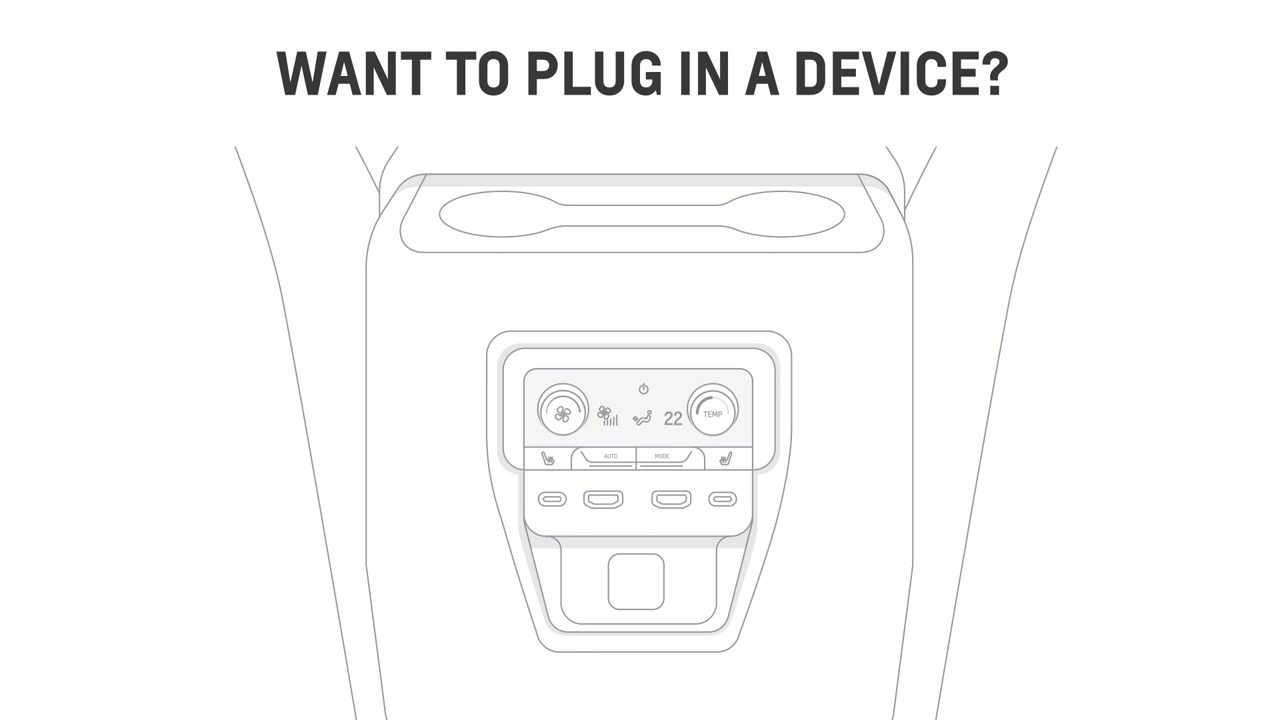 WANT TO PLUG IN A DEVICE?
22
TEMP
AUTO
MODE